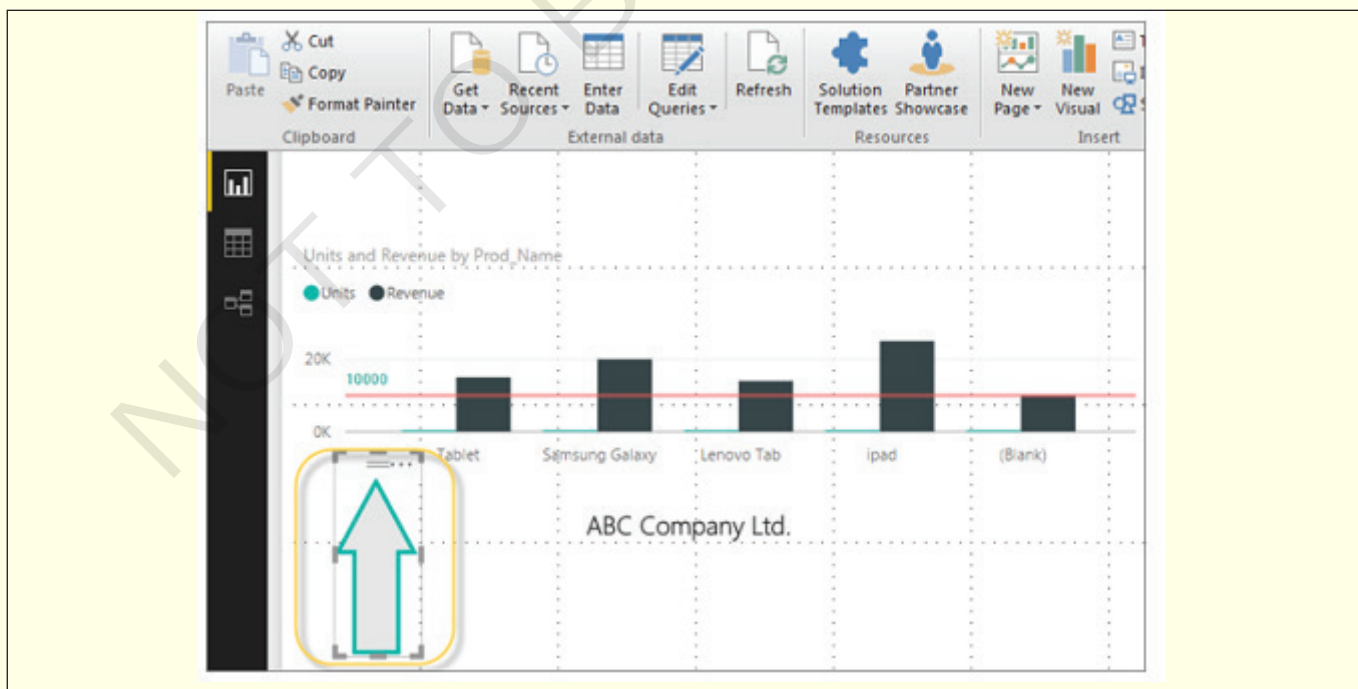 Cut
Copy
Format Painter
Paste
Clipboard
Get Data
Recent Sources
Enter Data
Edit Queries
Refresh
External data
Solution Templates
Partner Showcase
Resources
New Page
New Visual
Insert
Units and Revenue by Prod_Name
Units Revenue
20K
10000
0K
Tablet Samsung Galaxy Lenovo Tab ipad (Blank)
ABC Company Ltd.
NOT TO B